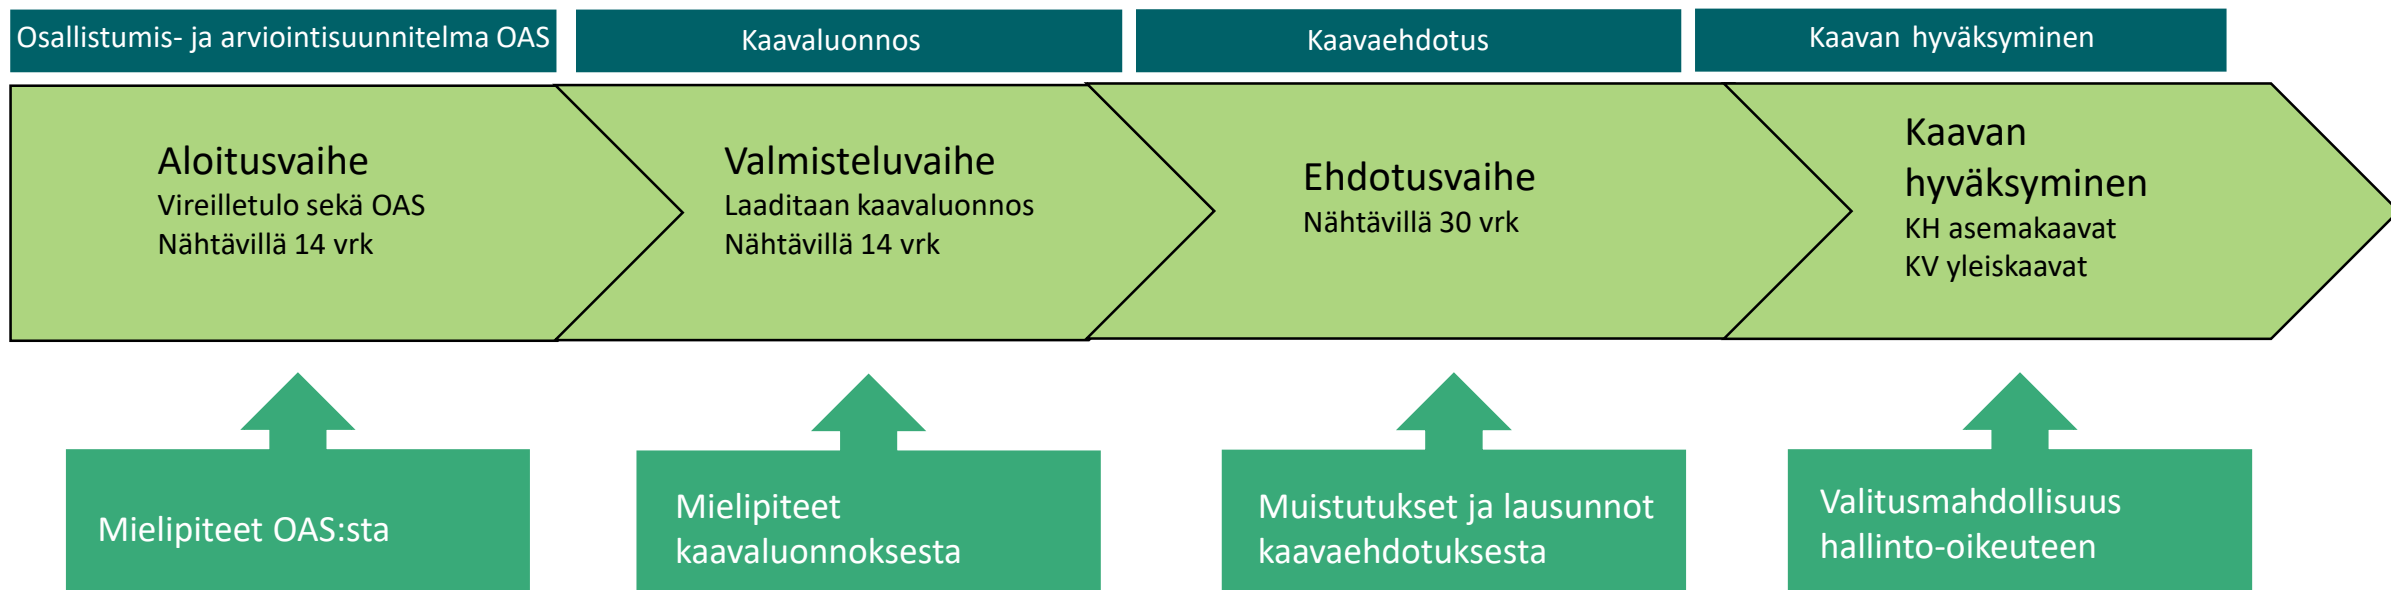 Osallistumis- ja arviointisuunnitelma OAS
Kaavaluonnos
Kaavaehdotus
Kaavan hyväksyminen
Aloitusvaihe
Vireilletulo sekä OAS
Nähtävillä 14 vrk
Valmisteluvaihe
Laaditaan kaavaluonnos
Nähtävillä 14 vrk
Ehdotusvaihe
Nähtävillä 30 vrk
Kaavan
hyväksyminen
KH asemakaavat
KV yleiskaavat
Mielipiteet OAS:sta
Mielipiteet
kaavaluonnoksesta
Muistutukset ja lausunnot
kaavaehdotuksesta
Valitusmahdollisuus
hallinto-oikeuteen